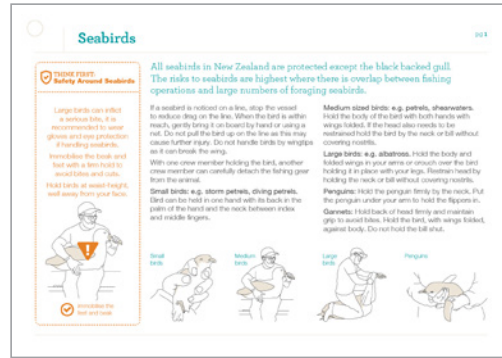 Seabirds
pg 1
THINK FIRST:
Safety Around Seabirds
Large birds can inflict
a serious bite, it is
recommended to wear
gloves and eye protection
if handling seabirds.
Immobilise the beak and
feet with a firm hold to
avoid bites and cuts.
Hold birds at waist-height,
well away from your face.
immobilise the
feet and beak
All seabirds in New Zealand are protected except the black backed gull.
The risks to seabirds are highest where there is overlap between fishing
operations and large numbers of foraging seabirds.
If a seabird is noticed on a line, stop the vessel
to reduce drag on the line. When the bird is within
reach, gently bring it on board by hand or using a
net. Do not pull the bird up on the line as this may
cause further injury. Do not handle birds by wingtips
as it can break the wing.
With one crew member holding the bird, another
crew member can carefully detach the fishing gear
from the animal.
Small birds: e.g. storm petrels, diving petrels.
Bird can be held in one hand with its back in the
palm of the hand and the neck between index
and middle fingers.
Medium sized birds: e.g. petrels, shearwaters.
Hold the body of the bird with both hands with
wings folded. If the head also needs to be
restrained hold the bird by the neck or bill without
covering nostrils.
Large birds: e.g. albatross. Hold the body and
folded wings in your arms or crouch over the bird
holding it in place with your legs. Restrain head by
holding the neck or bill without covering nostrils.
Penguins: Hold the penguin firmly by the neck. Put
the penguin under your arm to hold the flippers in.
Gannets: Hold back of head firmly and maintain
grip to avoid bites. Hold the bird, with wings folded,
against body. Do not hold the bill shut.
Small
birds
Medium
birds
Large
birds
Penguins